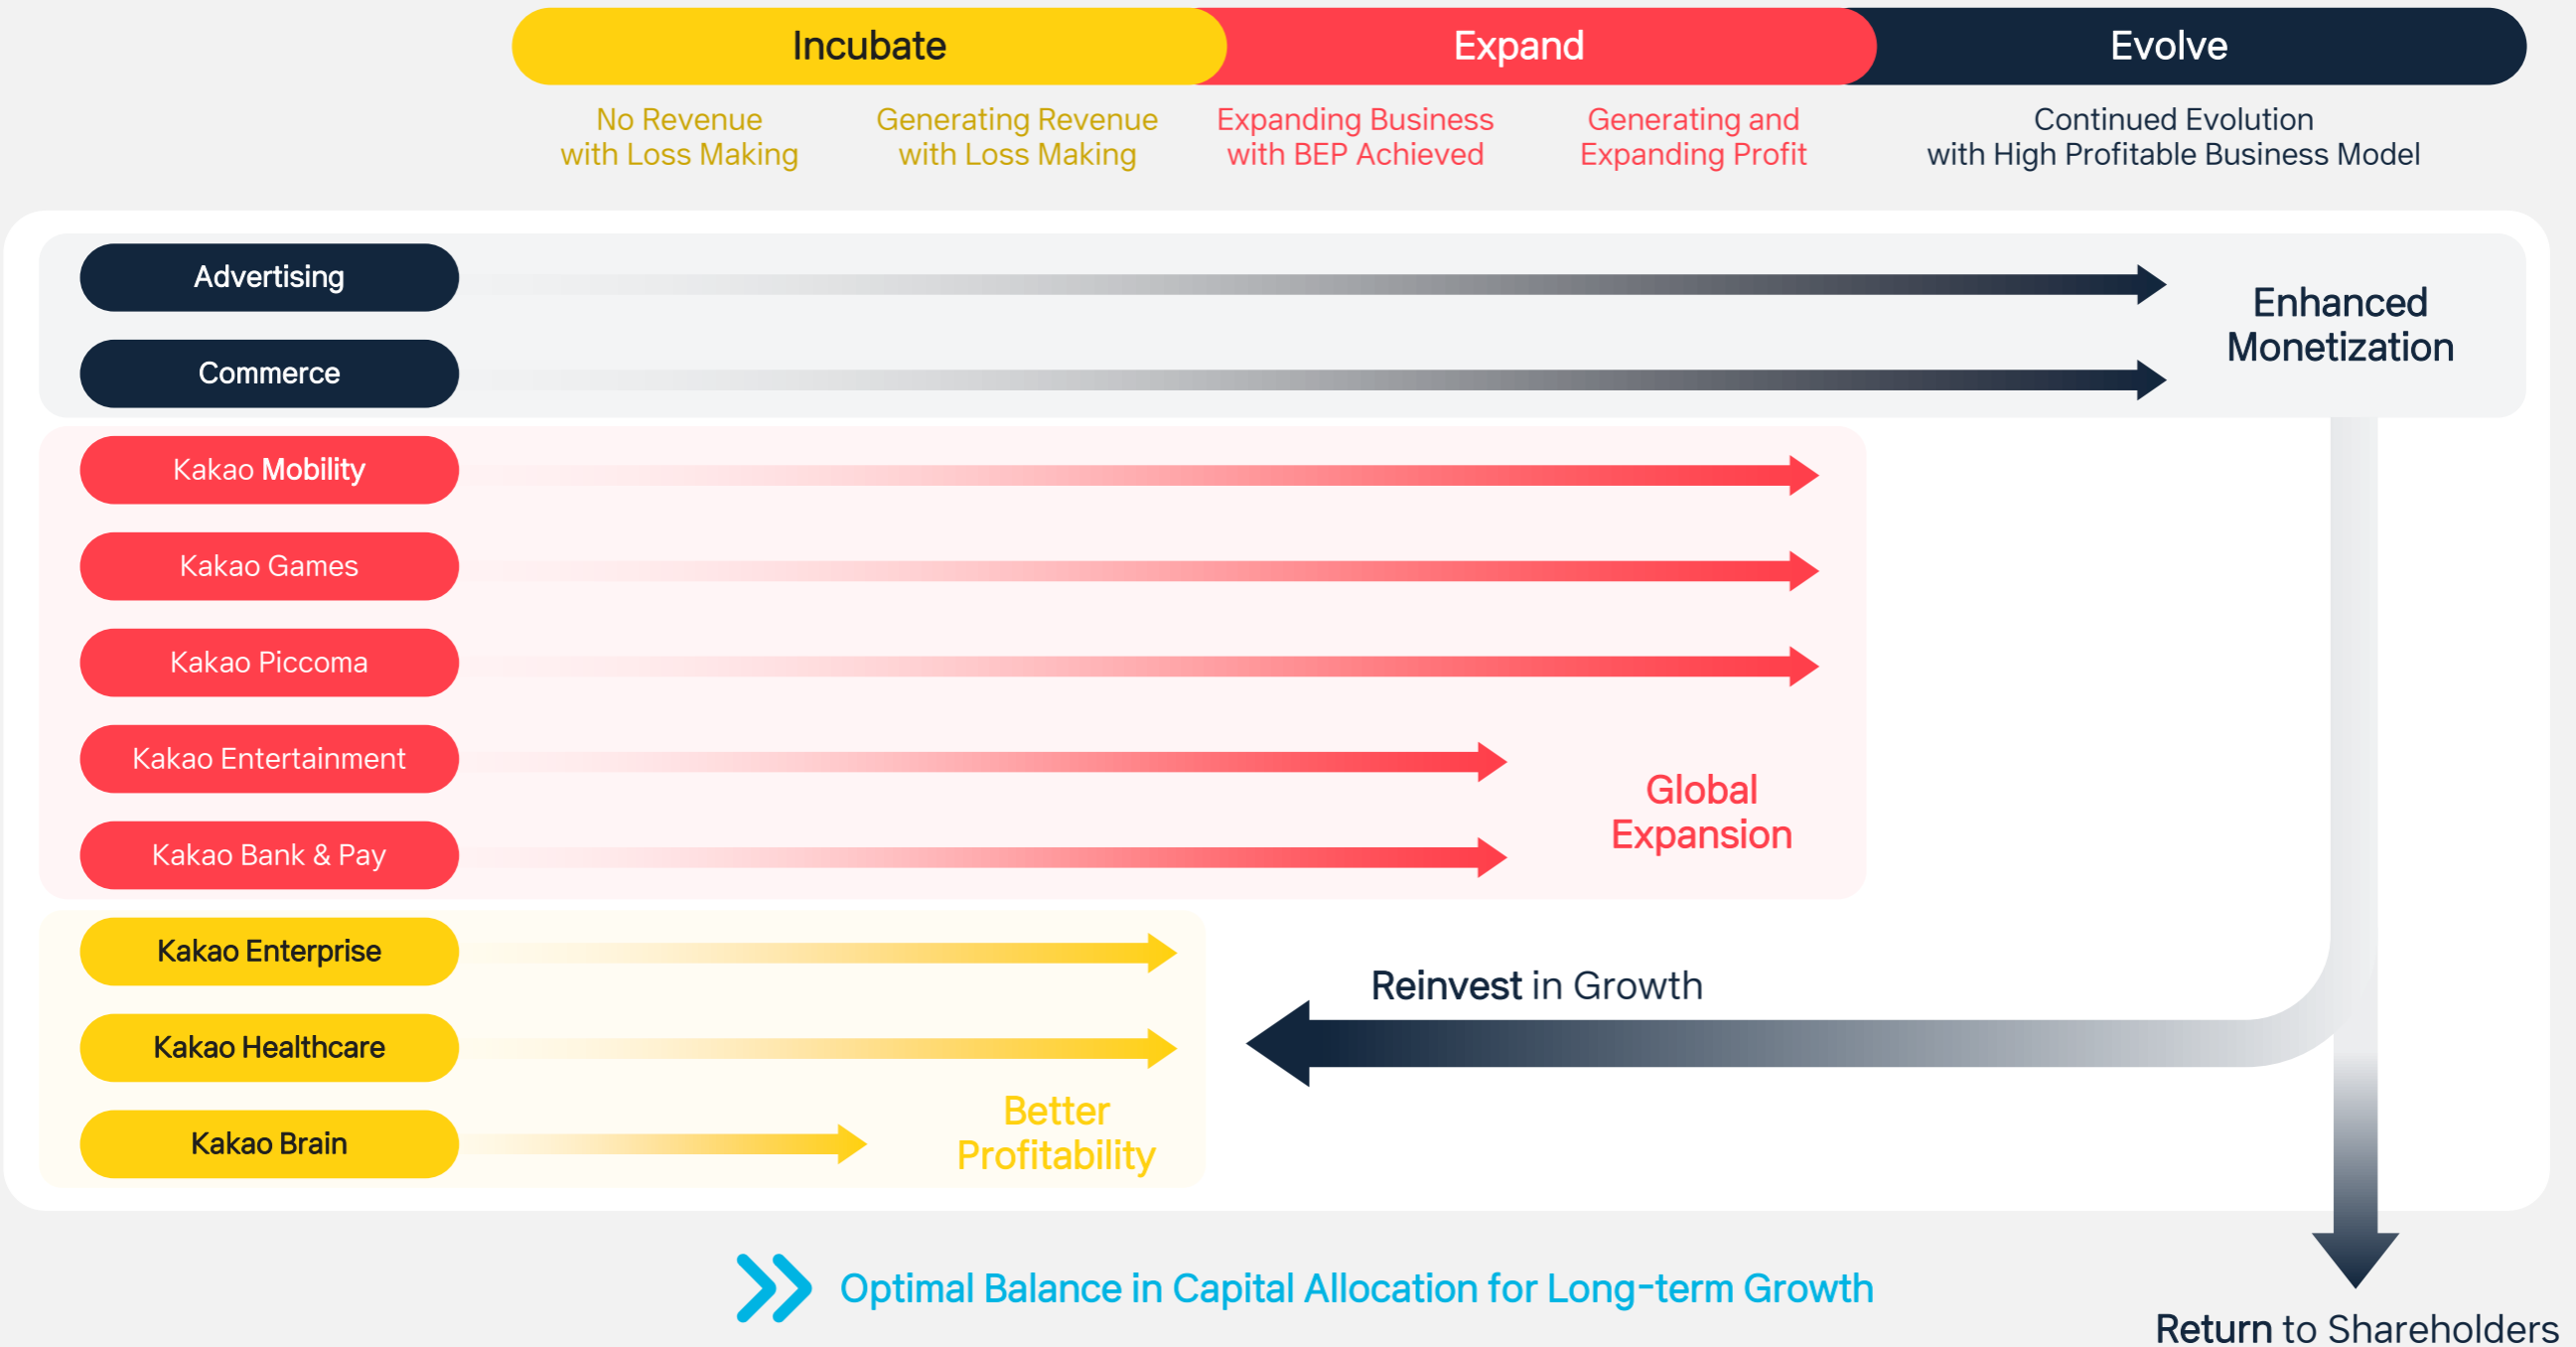 Incubate
Expand
Evolve
No Revenue
with Loss Making
Generating Revenue
with Loss Making
Expanding Business
with BEP Achieved
Generating and
Expanding Profit
Continued Evolution
with High Profitable Business Model
Advertising
Commerce
Enhanced
Monetization
Kakao Mobility
Kakao Games
Kakao Piccoma
Kakao Entertainment
Kakao Bank & Pay
Global
Expansion
Kakao Enterprise
Kakao Healthcare
Kakao Brain
Better
Profitability
Reinvest in Growth
Optimal Balance in Capital Allocation for Long-term Growth
Return to Shareholders